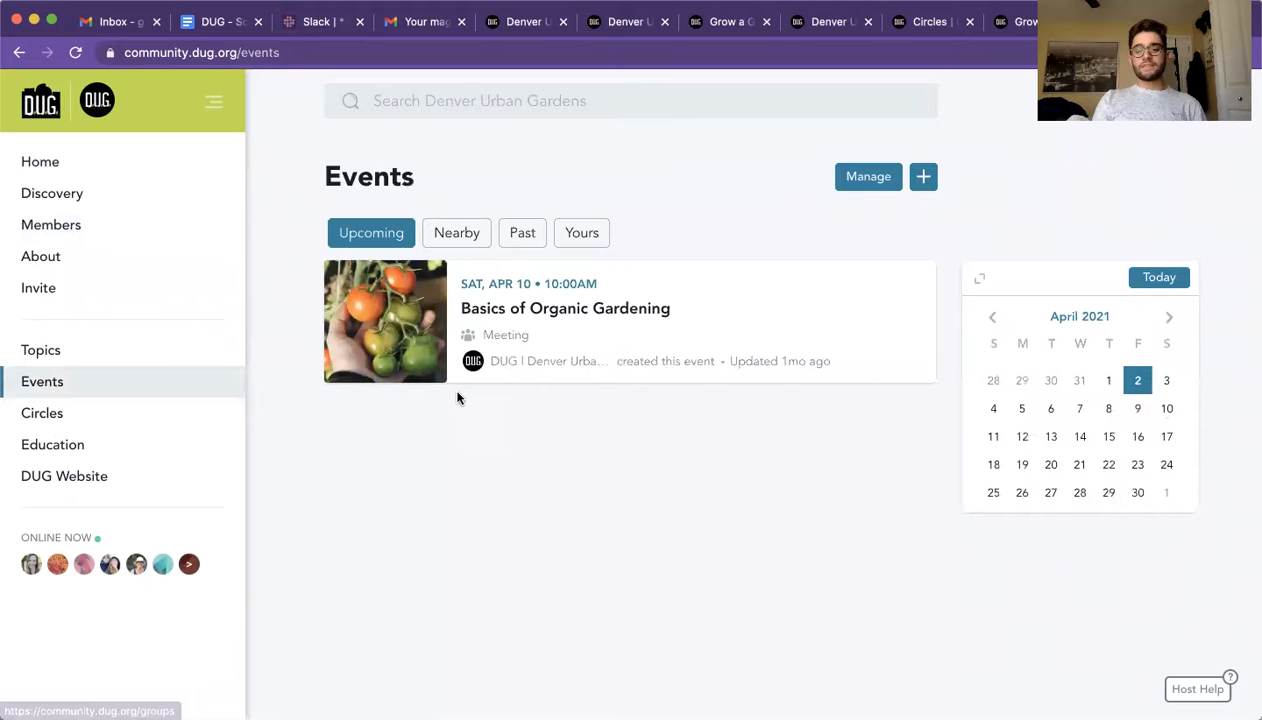 Inbox - g
DUG - Sc
Slack | *
Your mag
Denver U
Denver U
Grow a G
Denver U
Circles |
Grow
community.dug.org/events
D.U.G. DUG
Search Denver Urban Gardens
Home
Discovery
Members
About
Invite
Topics
Events
Circles
Education
DUG Website
ONLINE NOW
Events
Manage +
Upcoming Nearby Past Yours
SAT, APR 10 • 10:00AM
Basics of Organic Gardening
Meeting
DUG DUG | Denver Urba... created this event • Updated 1mo ago
Today
April 2021
S M T W T F S
28 29 30 31 1 2 3
4 5 6 7 8 9 10
11 12 13 14 15 16 17
18 19 20 21 22 23 24
25 26 27 28 29 30 1
Host Help ?
https://community.dug.org/groups